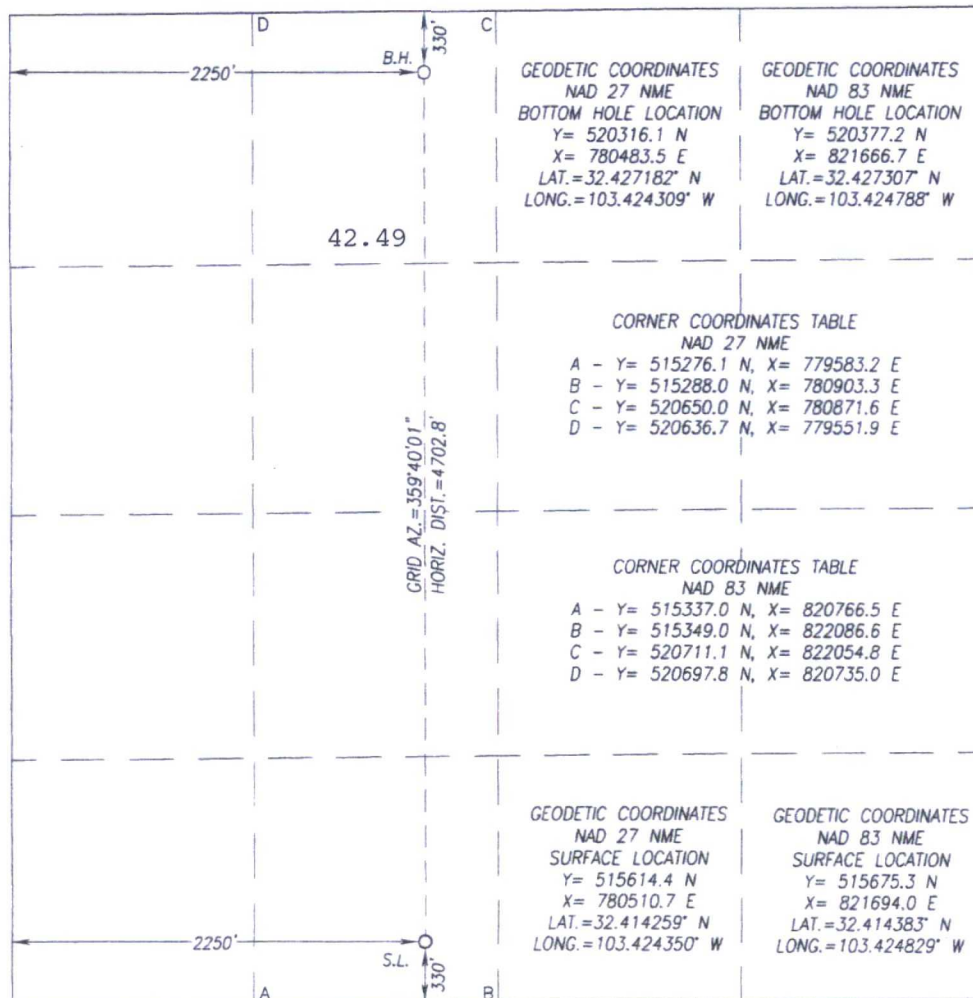 D
C
330'
B.H.
2250'
GEODETIC COORDINATES
NAD 27 NME
BOTTOM HOLE LOCATION
Y= 520316.1 N
X= 780483.5 E
LAT.=32.427182° N
LONG.=103.424309° W
GEODETIC COORDINATES
NAD 83 NME
BOTTOM HOLE LOCATION
Y= 520377.2 N
X= 821666.7 E
LAT.=32.427307° N
LONG.=103.424788° W
42.49
CORNER COORDINATES TABLE
NAD 27 NME
A - Y= 515276.1 N, X= 779583.2 E
B - Y= 515288.0 N, X= 780903.3 E
C - Y= 520650.0 N, X= 780871.6 E
D - Y= 520636.7 N, X= 779551.9 E
GRID AZ.=359°40'01"
HORIZ. DIST.=4702.8'
CORNER COORDINATES TABLE
NAD 83 NME
A - Y= 515337.0 N, X= 820766.5 E
B - Y= 515349.0 N, X= 822086.6 E
C - Y= 520711.1 N, X= 822054.8 E
D - Y= 520697.8 N, X= 820735.0 E
GEODETIC COORDINATES
NAD 27 NME
SURFACE LOCATION
Y= 515614.4 N
X= 780510.7 E
LAT.=32.414259° N
LONG.=103.424350° W
GEODETIC COORDINATES
NAD 83 NME
SURFACE LOCATION
Y= 515675.3 N
X= 821694.0 E
LAT.=32.414383° N
LONG.=103.424829° W
2250'
S.L.
330'
A
B